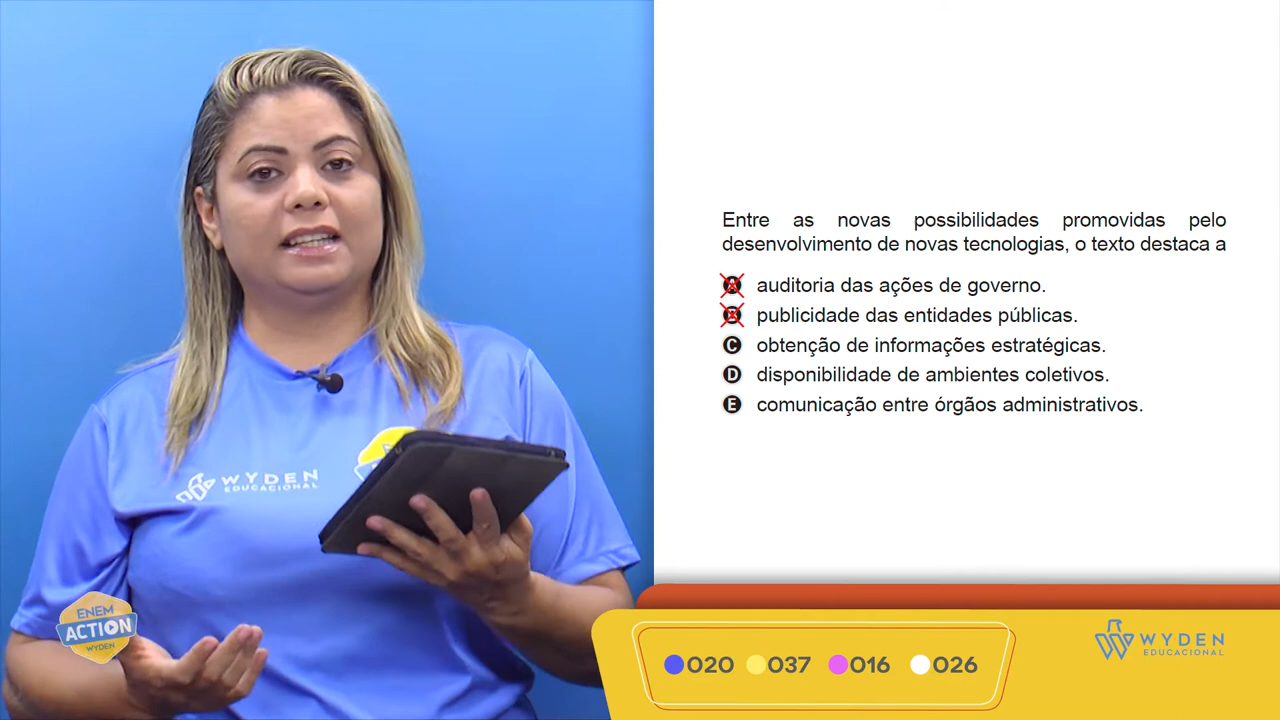 Entre as novas possibilidades promovidas pelo
desenvolvimento de novas tecnologias, o texto destaca a
A auditoria das ações de governo.
B publicidade das entidades públicas.
C obtenção de informações estratégicas.
D disponibilidade de ambientes coletivos.
E comunicação entre órgãos administrativos.
WYDEN
EDUCACIONAL
ENEM
ACTION
WYDEN
020 037 016 026
WYDEN
EDUCACIONAL